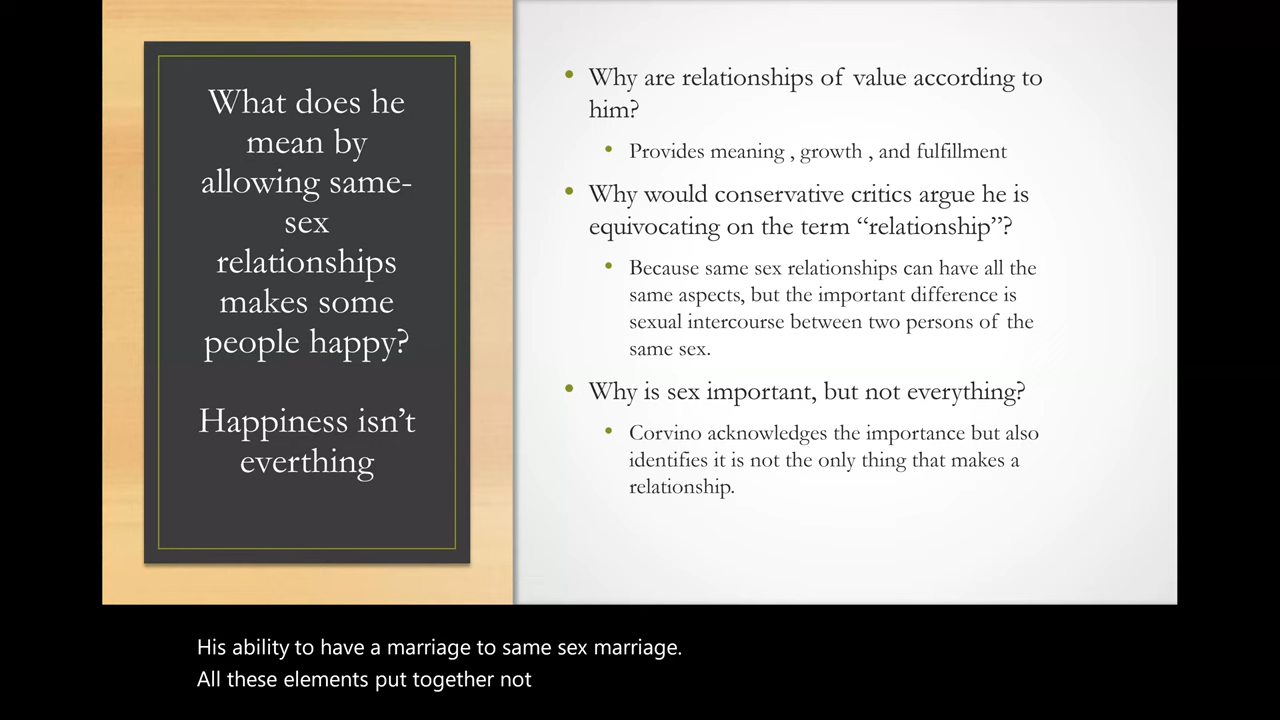 What does he
mean by
allowing same-
sex
relationships
makes some
people happy?
Happiness isn’t
everthing
• Why are relationships of value according to
him?
• Provides meaning , growth , and fulfillment
• Why would conservative critics argue he is
equivocating on the term “relationship”?
• Because same sex relationships can have all the
same aspects, but the important difference is
sexual intercourse between two persons of the
same sex.
• Why is sex important, but not everything?
• Corvino acknowledges the importance but also
identifies it is not the only thing that makes a
relationship.
His ability to have a marriage to same sex marriage.
All these elements put together not